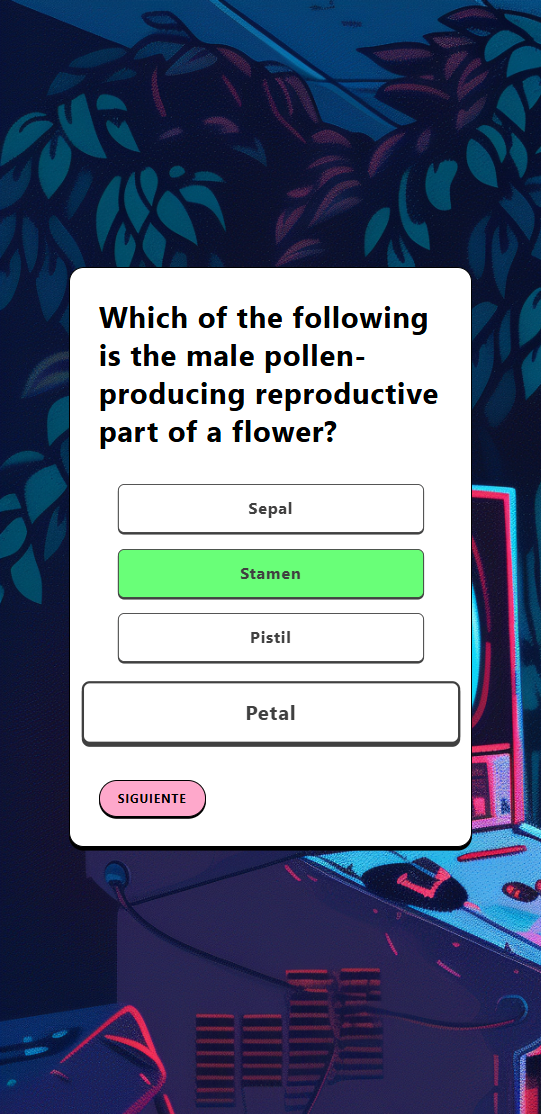 Which of the following
is the male pollen-
producing reproductive
part of a flower?
Sepal
Stamen
Pistil
Petal
SIGUIENTE